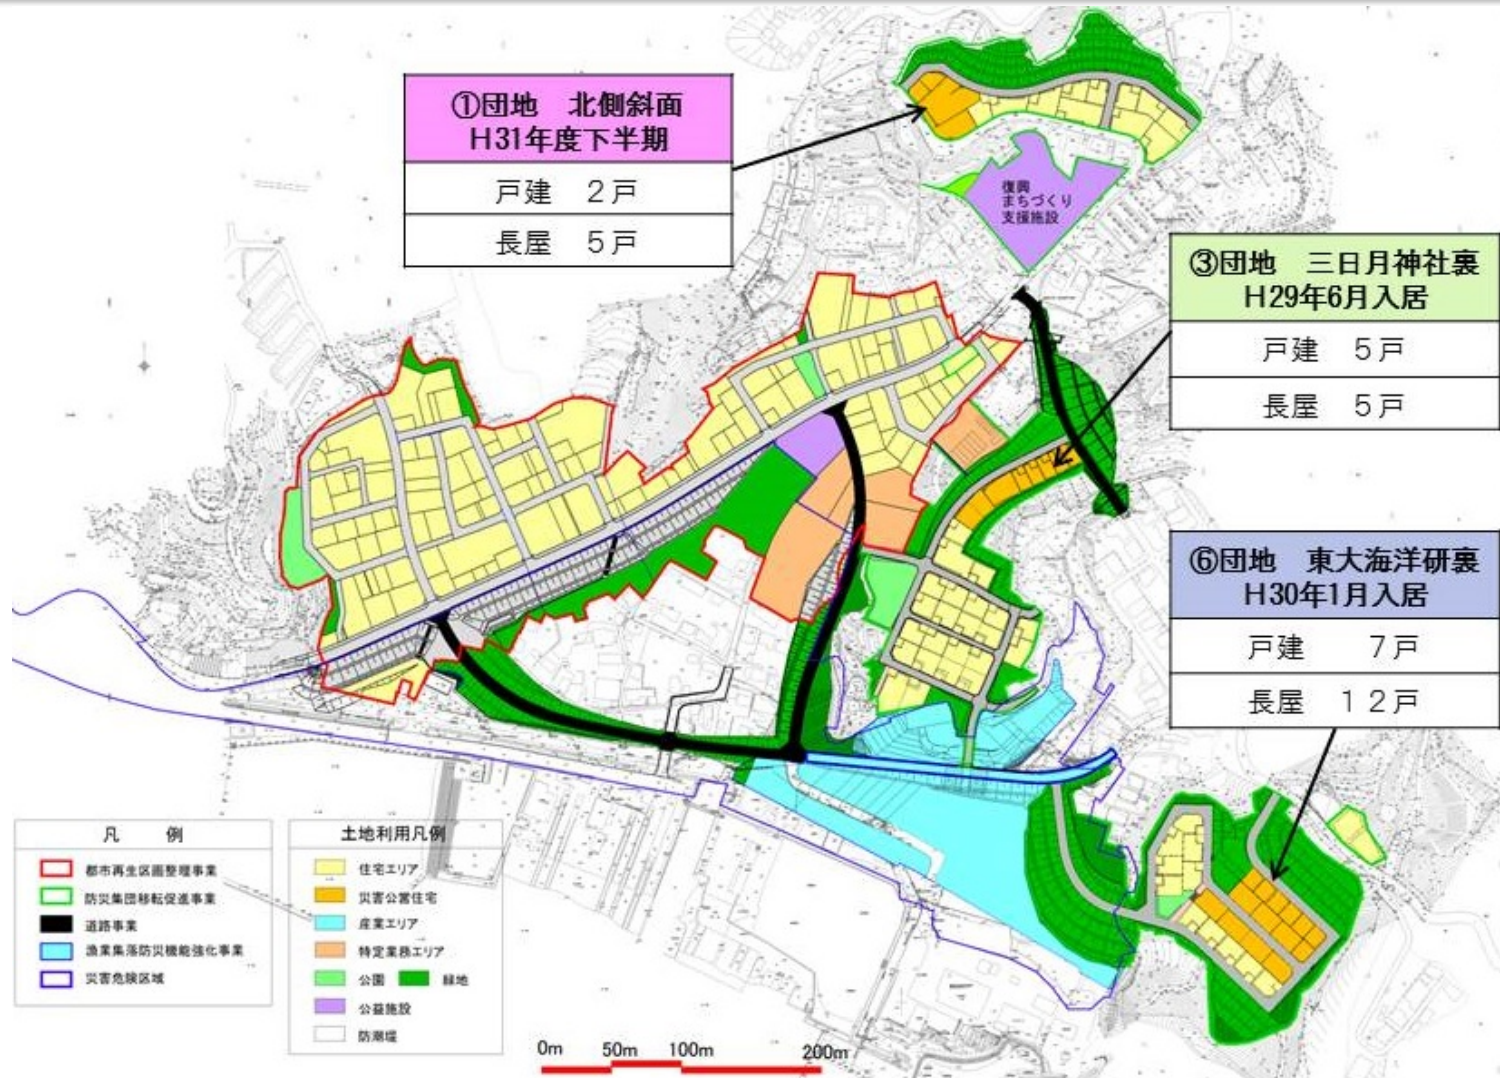 ①団地　北側斜面
H31年度下半期
戸建　2戸
長屋　5戸
復興
まちづくり
支援施設
③団地　三日月神社裏
H29年6月入居
戸建　5戸
長屋　5戸
⑥団地　東大海洋研裏
H30年1月入居
戸建　7戸
長屋　12戸
凡　例
都市再生区画整理事業
防災集団移転促進事業
道路事業
漁業集落防災機能強化事業
災害危険区域
土地利用凡例
住宅エリア
災害公営住宅
産業エリア
特定業務エリア
公園　緑地
公益施設
防潮堤
0m　50m　100m　200m